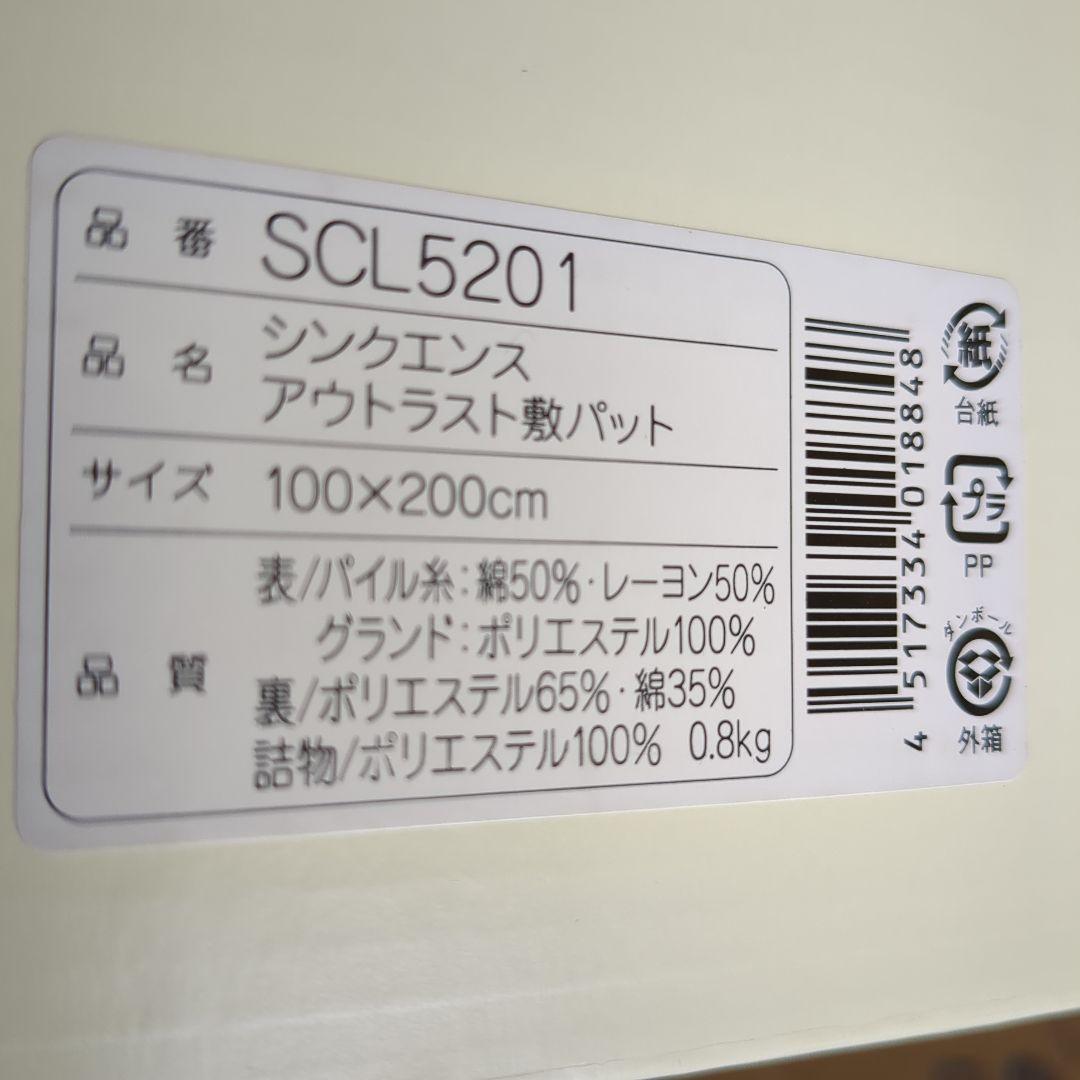 品番 SCL5201
品名 シンクエンス
アウトラスト敷パット
サイズ 100×200cm
品質 表/パイル糸:綿50%・レーヨン50%
グランド:ポリエステル100%
裏/ポリエステル65%・綿35%
詰物/ポリエステル100% 0.8kg
4 517334 018848
紙
台紙
プラ
PP
ダンボール
外箱